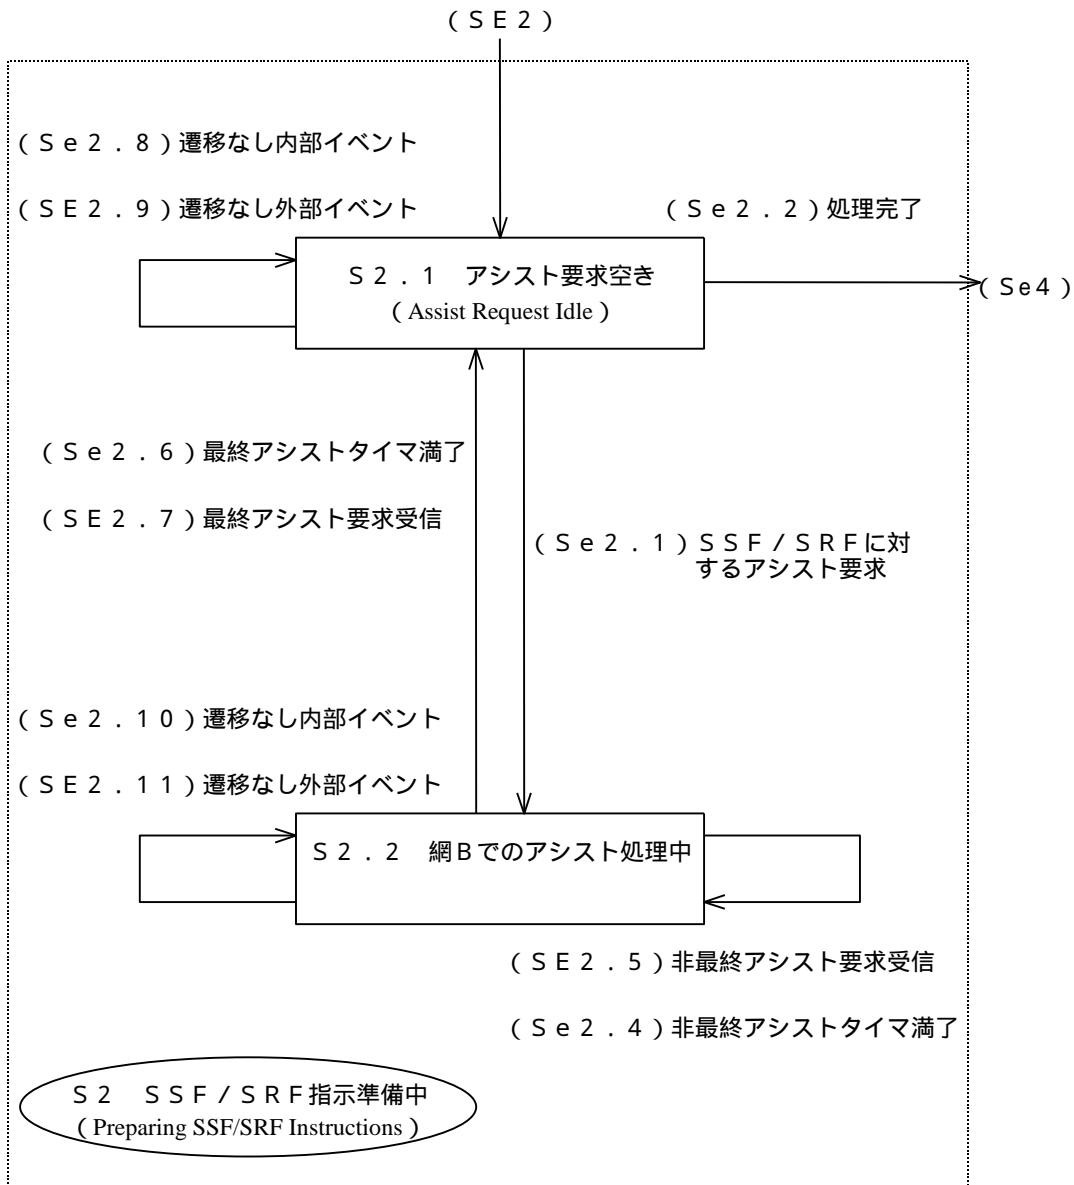 （ＳＥ２）
（Ｓｅ２．８）遷移なし内部イベント
（ＳＥ２．９）遷移なし外部イベント
（Ｓｅ２．２）処理完了
Ｓ２．１　アシスト要求空き
（Assist Request Idle）
（Ｓｅ４）
（Ｓｅ２．６）最終アシストタイマ満了
（ＳＥ２．７）最終アシスト要求受信
（Ｓｅ２．１）ＳＳＦ／ＳＲＦに対
するアシスト要求
（Ｓｅ２．１０）遷移なし内部イベント
（ＳＥ２．１１）遷移なし外部イベント
Ｓ２．２　網Ｂでのアシスト処理中
（ＳＥ２．５）非最終アシスト要求受信
（Ｓｅ２．４）非最終アシストタイマ満了
Ｓ２　ＳＳＦ／ＳＲＦ指示準備中
（Preparing SSF/SRF Instructions）